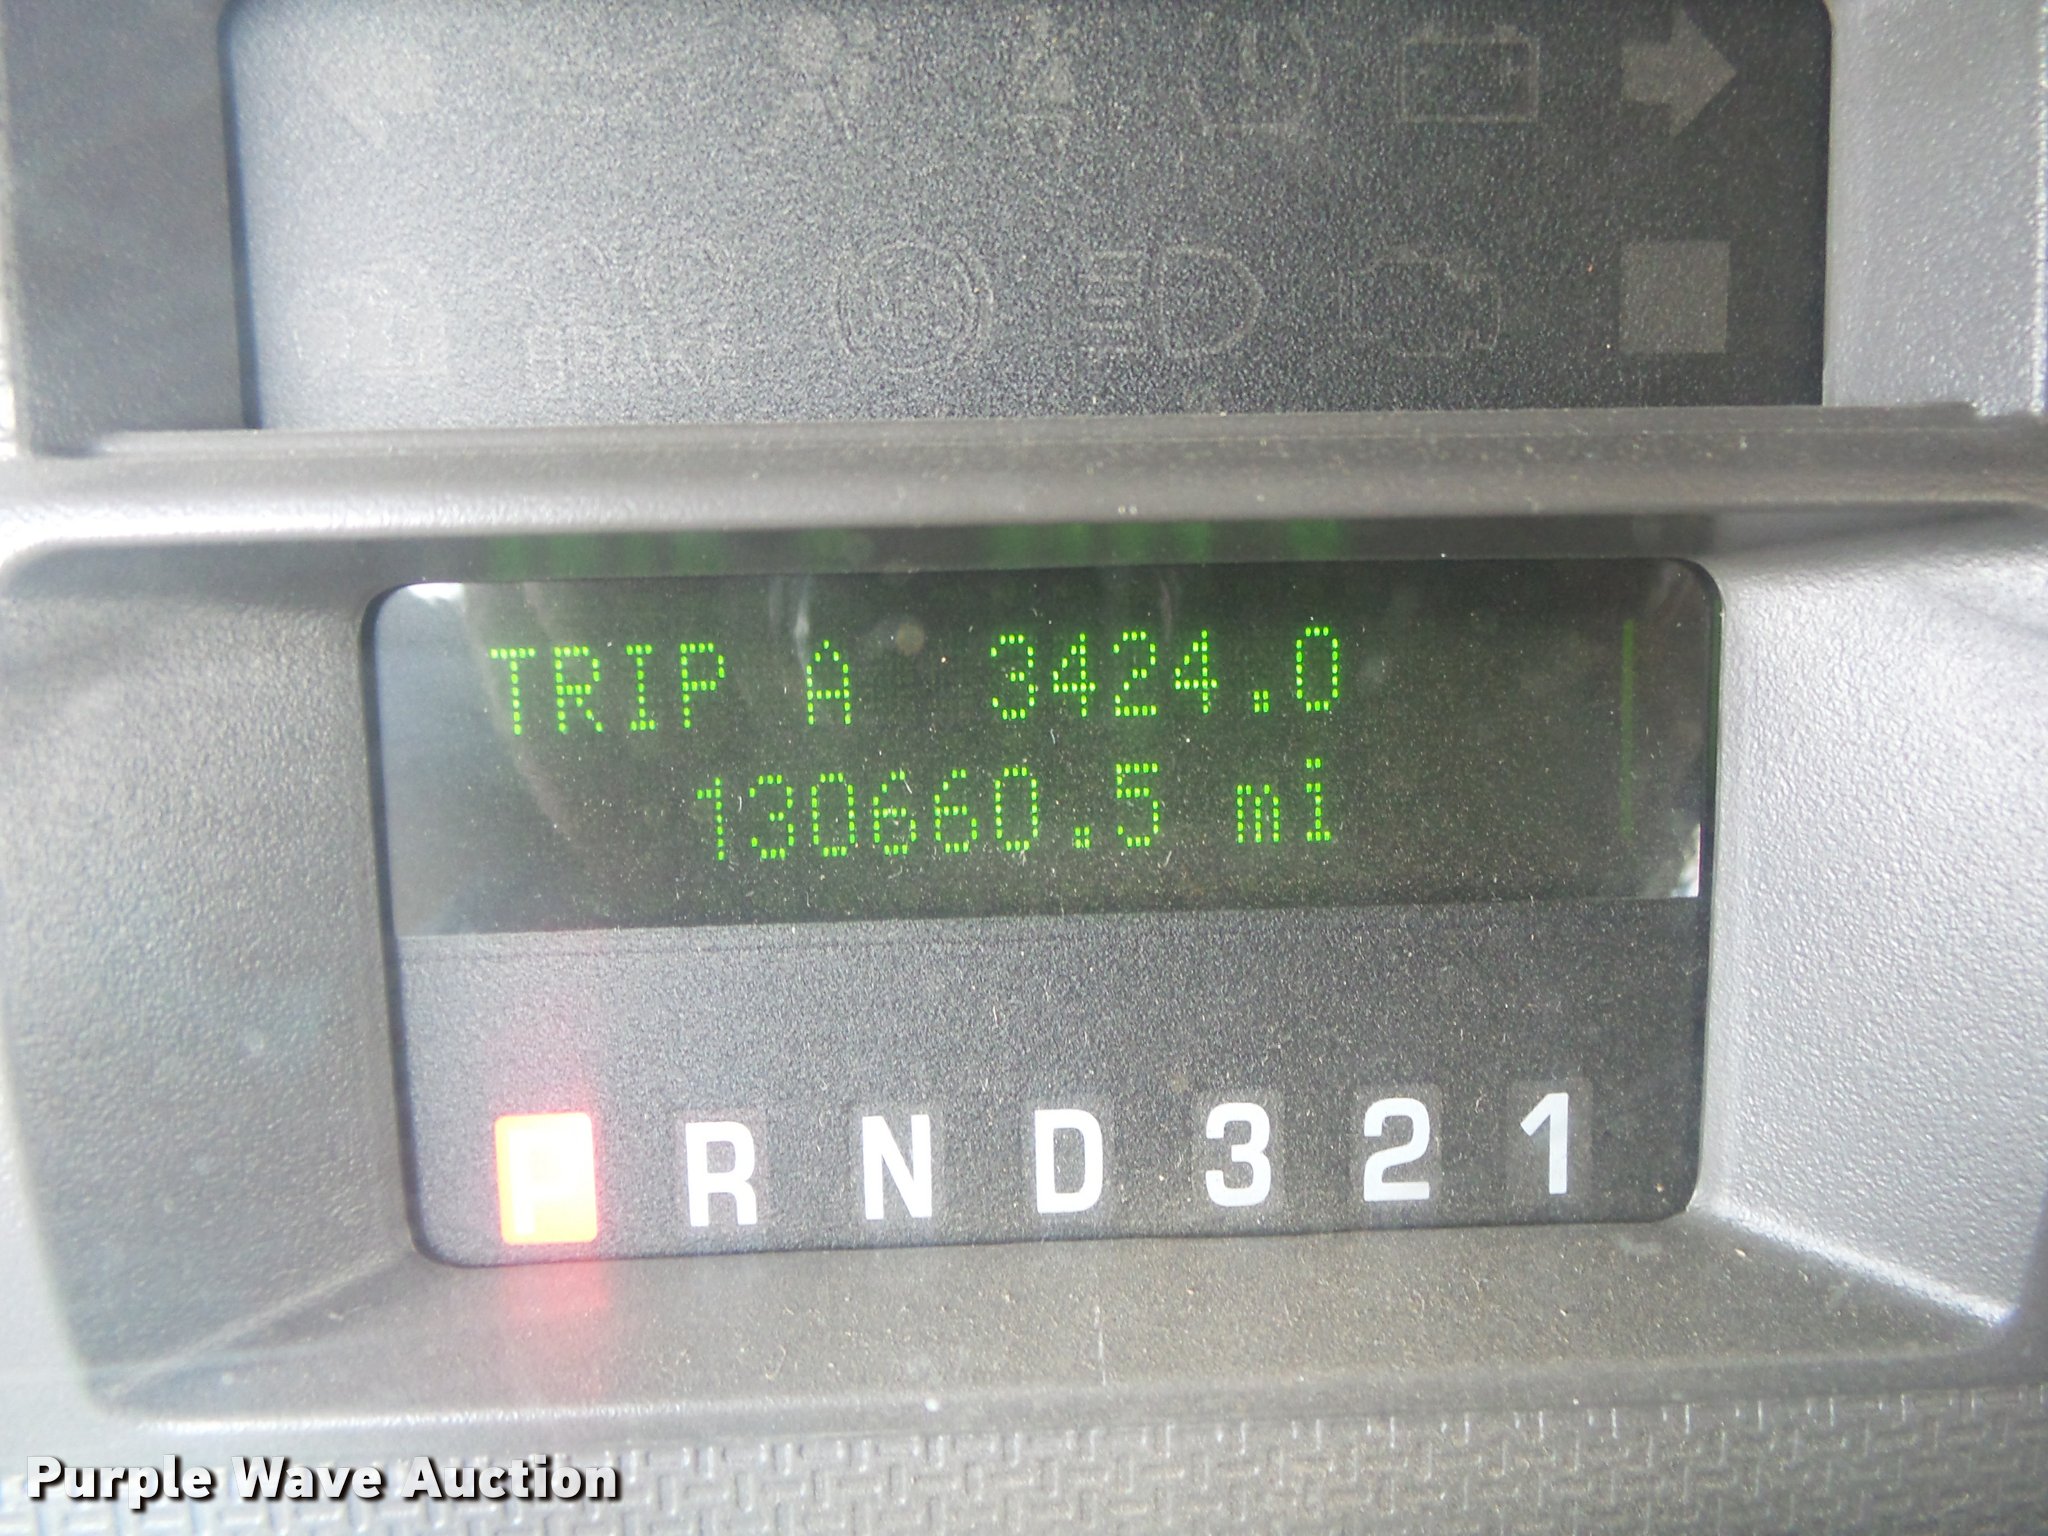 TRIP A 3424.0
130660.5 mi
P R N D 3 2 1
Purple Wave Auction